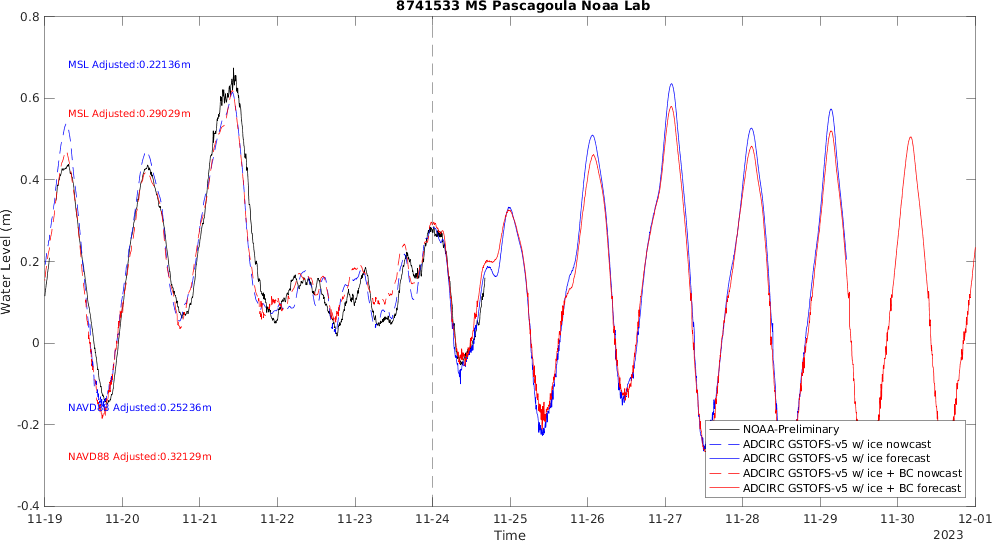 8741533 MS Pascagoula Noaa Lab
0.8
0.6
0.4
0.2
0
-0.2
-0.4
Water Level (m)
MSL Adjusted:0.22136m
MSL Adjusted:0.29029m
NAVD88 Adjusted:0.25236m
NAVD88 Adjusted:0.32129m
NOAA-Preliminary
ADCIRC GSTOFS-v5 w/ ice nowcast
ADCIRC GSTOFS-v5 w/ ice forecast
ADCIRC GSTOFS-v5 w/ ice + BC nowcast
ADCIRC GSTOFS-v5 w/ ice + BC forecast
11-19 11-20 11-21 11-22 11-23 11-24 11-25 11-26 11-27 11-28 11-29 11-30 12-01
2023
Time